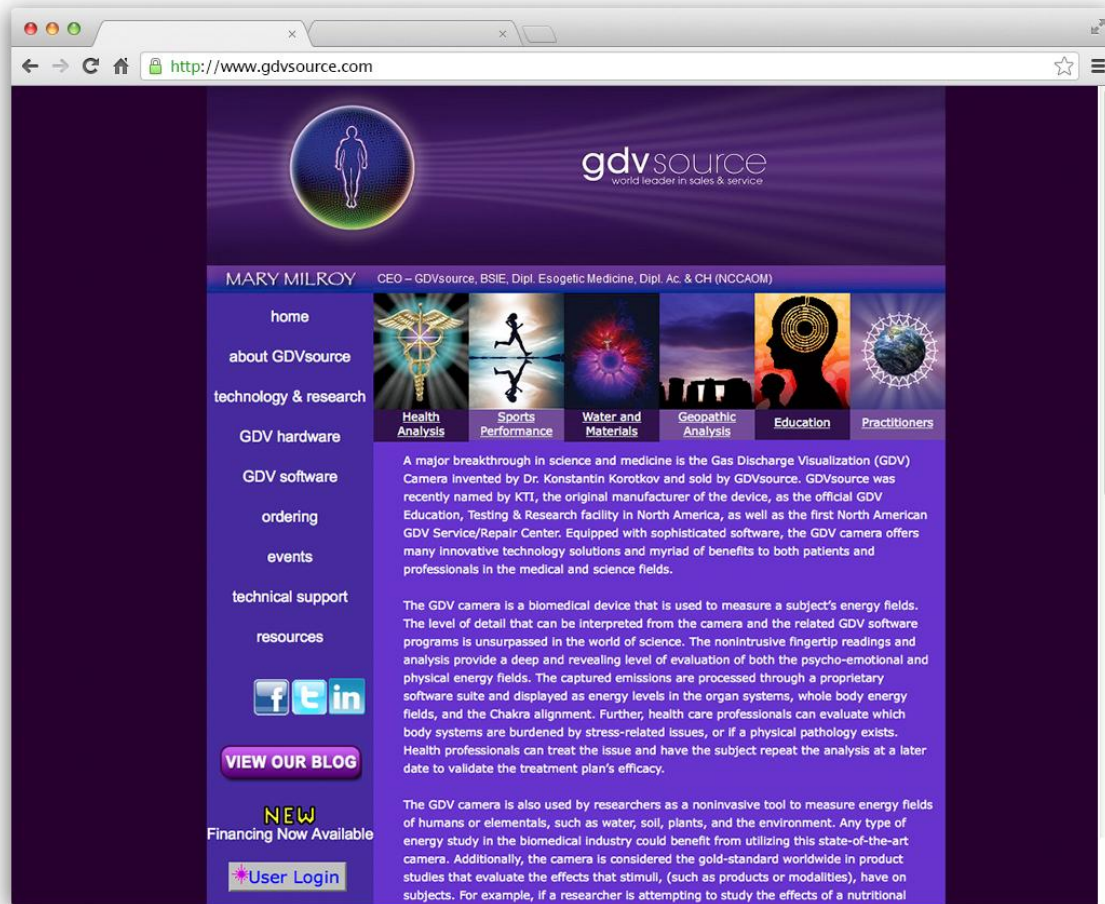 http://www.gdvsource.com
gdvsource
world leader in sales & service
MARY MILROY CEO – GDVsource, BSIE, Dipl. Esogetic Medicine, Dipl. Ac. & CH (NCCAOM)
home
about GDVsource
technology & research
GDV hardware
GDV software
ordering
events
technical support
resources
f t in
VIEW OUR BLOG
NEW
Financing Now Available
User Login
Health
Analysis
Sports
Performance
Water and
Materials
Geopathic
Analysis
Education
Practitioners
A major breakthrough in science and medicine is the Gas Discharge Visualization (GDV)
Camera invented by Dr. Konstantin Korotkov and sold by GDVsource. GDVsource was
recently named by KTI, the original manufacturer of the device, as the official GDV
Education, Testing & Research facility in North America, as well as the first North American
GDV Service/Repair Center. Equipped with sophisticated software, the GDV camera offers
many innovative technology solutions and myriad of benefits to both patients and
professionals in the medical and science fields.
The GDV camera is a biomedical device that is used to measure a subject's energy fields.
The level of detail that can be interpreted from the camera and the related GDV software
programs is unsurpassed in the world of science. The nonintrusive fingertip readings and
analysis provide a deep and revealing level of evaluation of both the psycho-emotional and
physical energy fields. The captured emissions are processed through a proprietary
software suite and displayed as energy levels in the organ systems, whole body energy
fields, and the Chakra alignment. Further, health care professionals can evaluate which
body systems are burdened by stress-related issues, or if a physical pathology exists.
Health professionals can treat the issue and have the subject repeat the analysis at a later
date to validate the treatment plan's efficacy.
The GDV camera is also used by researchers as a noninvasive tool to measure energy fields
of humans or elementals, such as water, soil, plants, and the environment. Any type of
energy study in the biomedical industry could benefit from utilizing this state-of-the-art
camera. Additionally, the camera is considered the gold-standard worldwide in product
studies that evaluate the effects that stimuli, (such as products or modalities), have on
subjects. For example, if a researcher is attempting to study the effects of a nutritional